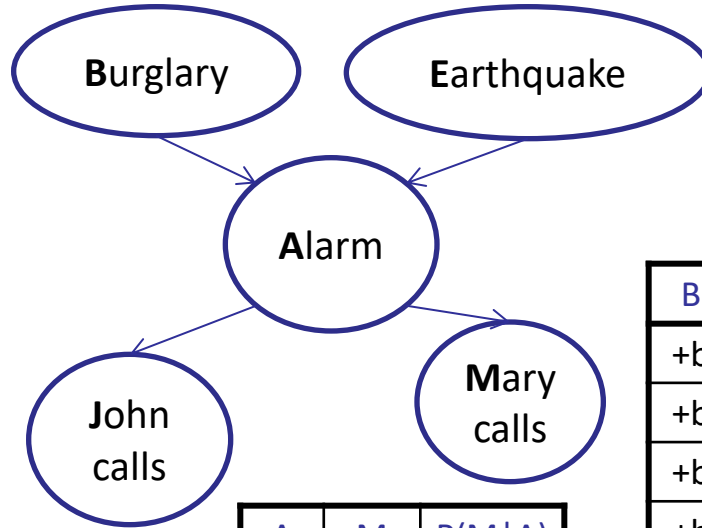 Burglary
Earthquake
Alarm
John
calls
Mary
calls
B
+b
+b
+b
A M P(M|A)